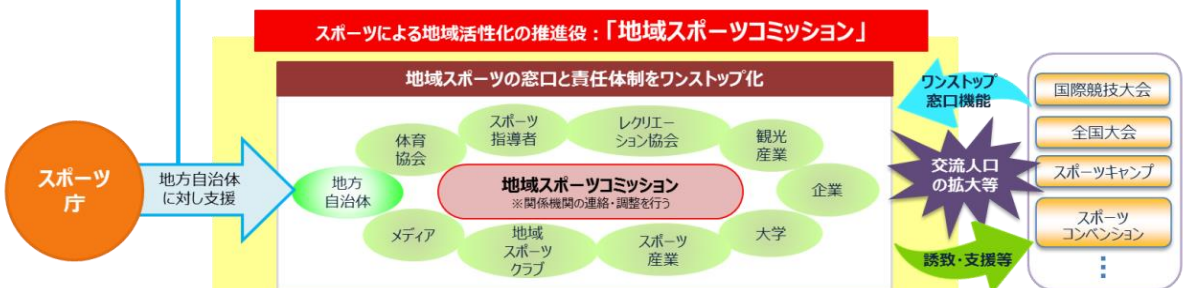 スポーツによる地域活性化の推進役：「地域スポーツコミッション」
地域スポーツの窓口と責任体制をワンストップ化
スポーツ
庁
地方自治体
に対し支援
地方
自治体
体育
協会
スポーツ
指導者
レクリエー
ション協会
観光
産業
企業
大学
スポーツ
産業
地域
スポーツ
クラブ
メディア
地域スポーツコミッション
※関係機関の連絡・調整を行う
ワンストップ
窓口機能
交流人口
の拡大等
誘致・支援等
国際競技大会
全国大会
スポーツキャンプ
スポーツ
コンベンション
⋮